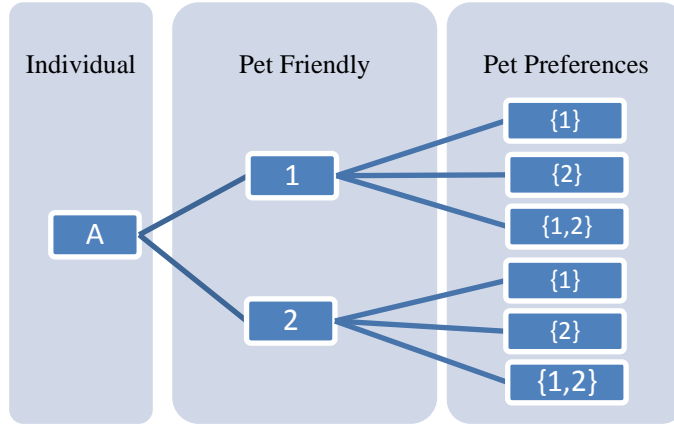 Individual
Pet Friendly
Pet Preferences
A
1
2
{1}
{2}
{1,2}
{1}
{2}
{1,2}